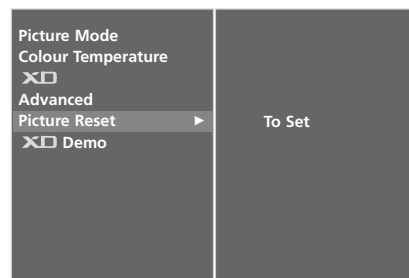 Picture Mode
Colour Temperature
XD
Advanced
Picture Reset ►
To Set
XD Demo